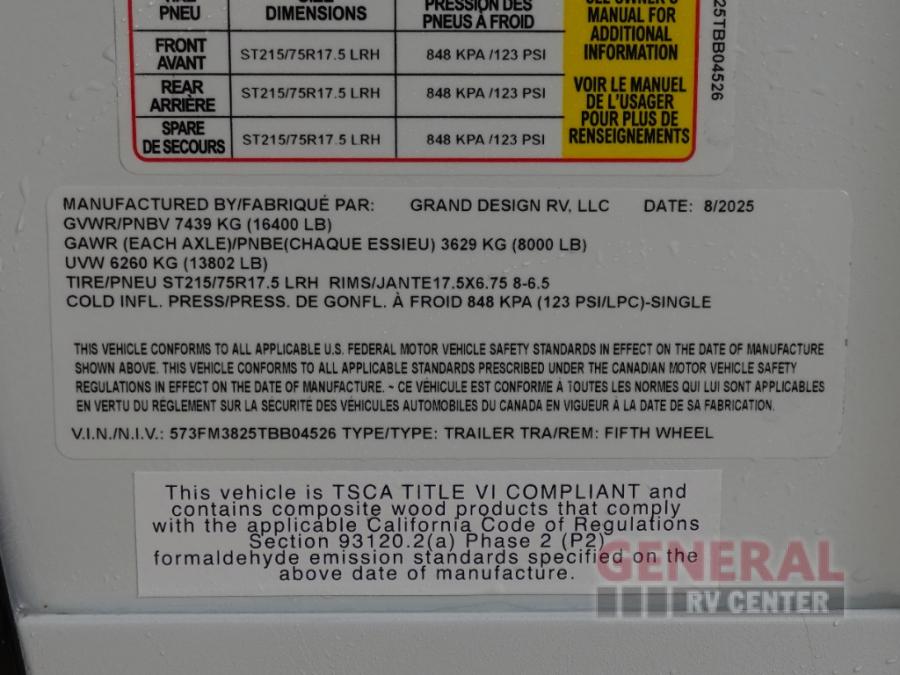 PNEU DIMENSIONS PRESSION DES PNEUS À FROID
SEE OWNER'S MANUAL FOR ADDITIONAL INFORMATION
FRONT AVANT ST215/75R17.5 LRH 848 KPA /123 PSI
REAR ARRIÈRE ST215/75R17.5 LRH 848 KPA /123 PSI
SPARE DE SECOURS ST215/75R17.5 LRH 848 KPA /123 PSI
VOIR LE MANUEL DE L'USAGER POUR PLUS DE RENSEIGNEMENTS
25TBB04526
MANUFACTURED BY/FABRIQUÉ PAR: GRAND DESIGN RV, LLC DATE: 8/2025
GVWR/PNBV 7439 KG (16400 LB)
GAWR (EACH AXLE)/PNBE(CHAQUE ESSIEU) 3629 KG (8000 LB)
UVW 6260 KG (13802 LB)
TIRE/PNEU ST215/75R17.5 LRH RIMS/JANTE17.5X6.75 8-6.5
COLD INFL. PRESS/PRESS. DE GONFL. À FROID 848 KPA (123 PSI/LPC)-SINGLE
THIS VEHICLE CONFORMS TO ALL APPLICABLE U.S. FEDERAL MOTOR VEHICLE SAFETY STANDARDS IN EFFECT ON THE DATE OF MANUFACTURE
SHOWN ABOVE. THIS VEHICLE CONFORMS TO ALL APPLICABLE STANDARDS PRESCRIBED UNDER THE CANADIAN MOTOR VEHICLE SAFETY
REGULATIONS IN EFFECT ON THE DATE OF MANUFACTURE. ~ CE VÉHICULE EST CONFORME À TOUTES LES NORMES QUI LUI SONT APPLICABLES
EN VERTU DU RÈGLEMENT SUR LA SÉCURITÉ DES VÉHICULES AUTOMOBILES DU CANADA EN VIGUEUR À LA DATE DE SA FABRICATION.
V.I.N./N.I.V.: 573FM3825TBB04526 TYPE/TYPE: TRAILER TRA/REM: FIFTH WHEEL
This vehicle is TSCA TITLE VI COMPLIANT and
contains composite wood products that comply
with the applicable California Code of Regulations
Section 93120.2(a) Phase 2 (P2)
formaldehyde emission standards specified on the
above date of manufacture.
GENERAL
RV CENTER